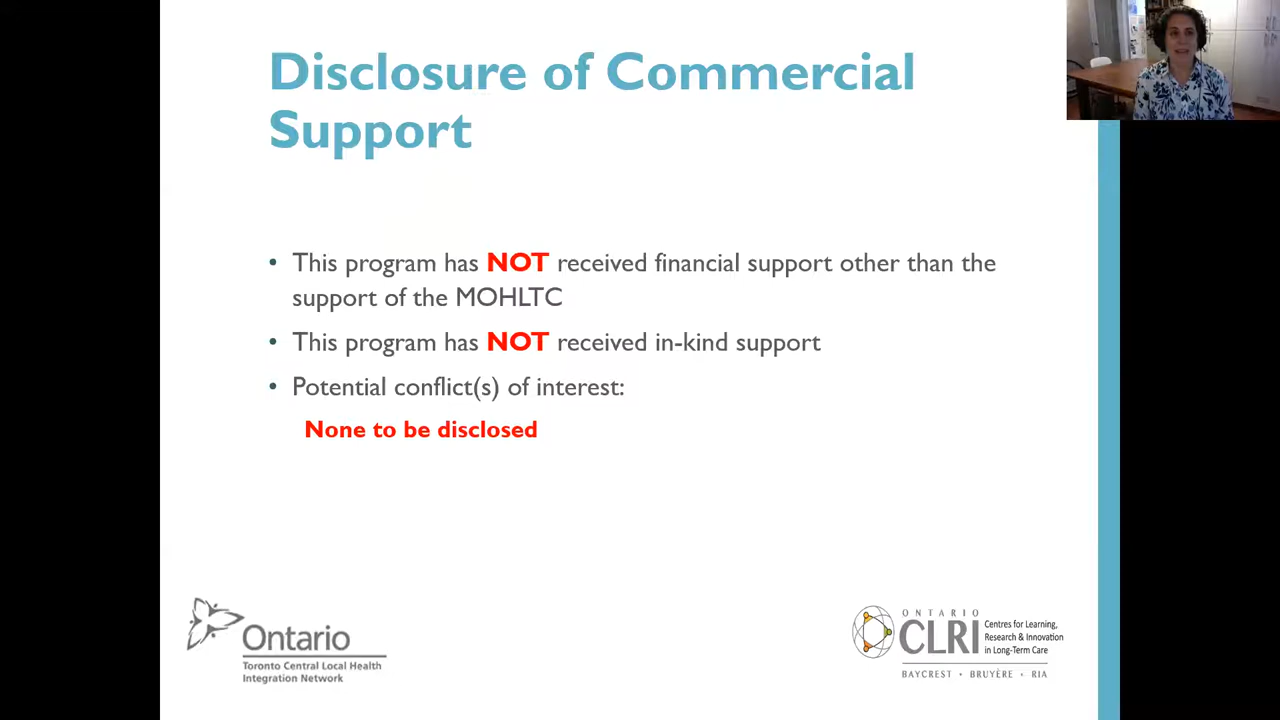 Disclosure of Commercial
Support
• This program has NOT received financial support other than the
support of the MOHLTC
• This program has NOT received in-kind support
• Potential conflict(s) of interest:
None to be disclosed
Ontario
Toronto Central Local Health
Integration Network
ONTARIO
CLRI
Centres for Learning,
Research & Innovation
in Long-Term Care
BAYCREST • BRUYÈRE • RIA